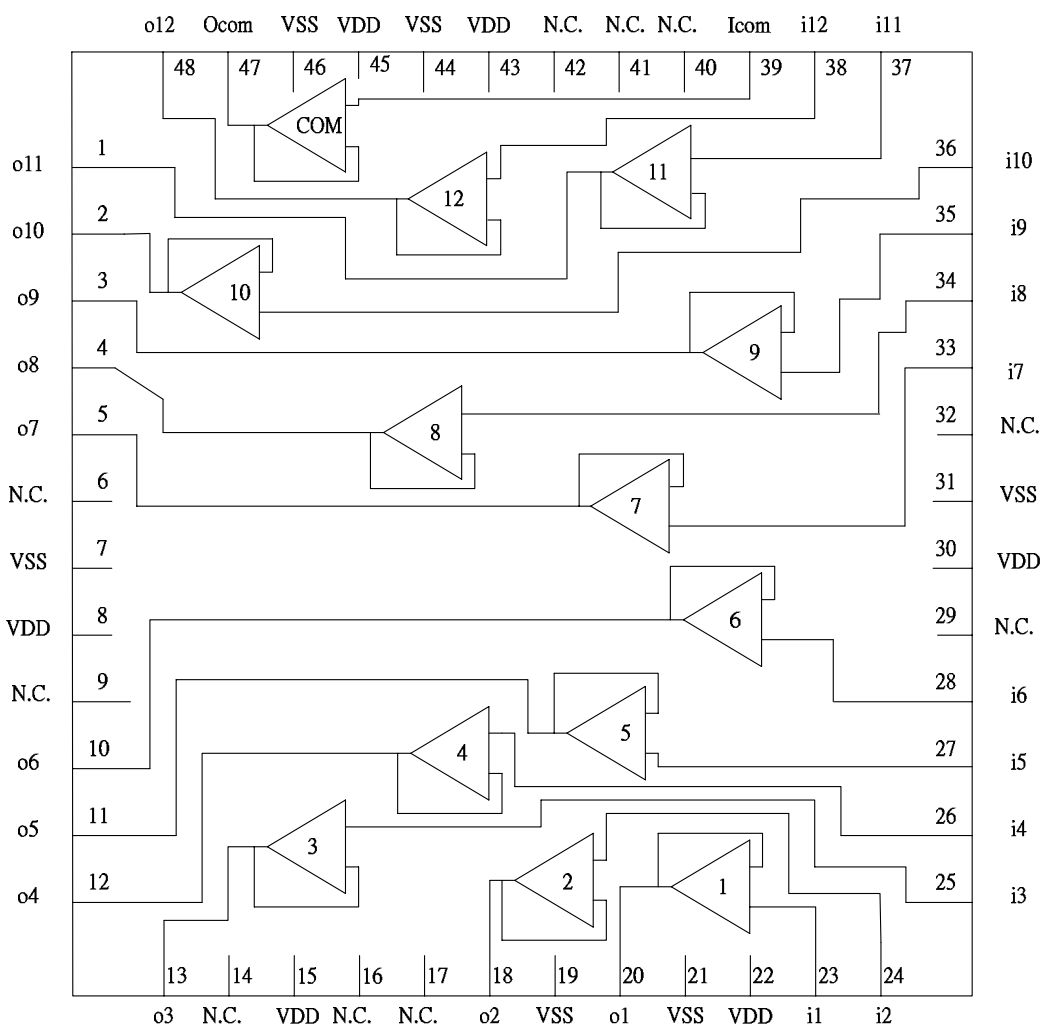 o12 Ocom VSS VDD VSS VDD N.C. N.C. N.C. Icom i12 i11
48 47 46 45 44 43 42 41 40 39 38 37
COM
1 36
o11 11 i10
12
2 35
o10 i9
3 10 34
o9 i8
4 9 33
o8 i7
5 8 32
o7 N.C.
6 31
N.C. 7 VSS
7 30
VSS VDD
8 6 29
VDD N.C.
9 28
N.C. i6
10 4 5 27
o6 i5
11 26
o5 3 i4
12 2 1 25
o4 i3
13 14 15 16 17 18 19 20 21 22 23 24
o3 N.C. VDD N.C. N.C. o2 VSS o1 VSS VDD i1 i2